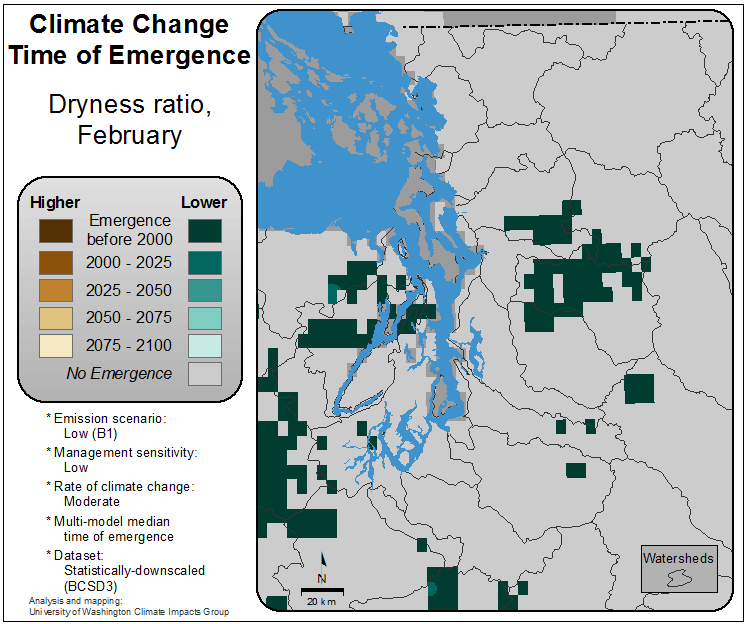 Climate Change
Time of Emergence
Dryness ratio,
February
Higher Lower
Emergence
before 2000
2000 - 2025
2025 - 2050
2050 - 2075
2075 - 2100
No Emergence
* Emission scenario:
Low (B1)
* Management sensitivity:
Low
* Rate of climate change:
Moderate
* Multi-model median
time of emergence
* Dataset:
Statistically-downscaled
(BCSD3)
Analysis and mapping:
University of Washington Climate Impacts Group
N
20 km
Watersheds